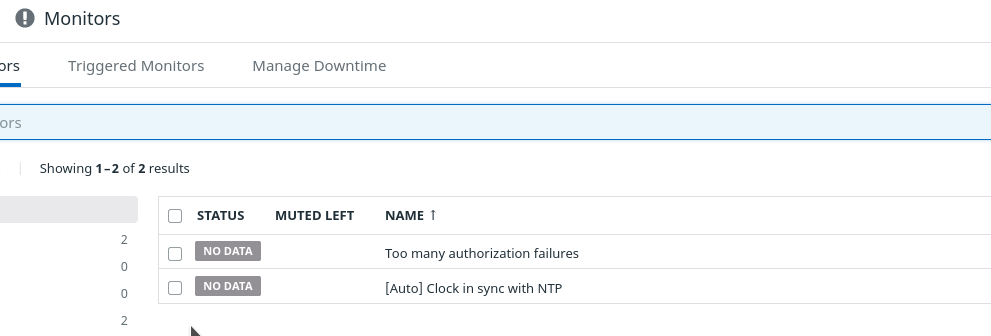 Monitors
ors Triggered Monitors Manage Downtime
ors
Showing 1–2 of 2 results
STATUS MUTED LEFT NAME ↑
2
NO DATA Too many authorization failures
0
NO DATA [Auto] Clock in sync with NTP
0
2